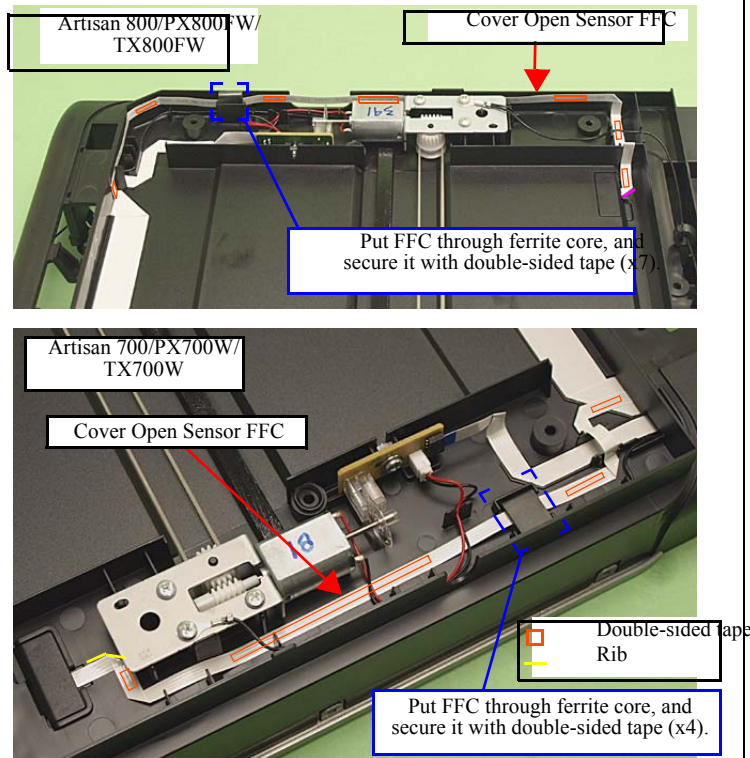 Artisan 800/PX800FW/
TX800FW
Cover Open Sensor FFC
391
Put FFC through ferrite core, and
secure it with double-sided tape (x7).
Artisan 700/PX700W/
TX700W
Cover Open Sensor FFC
18
Double-sided tape
Rib
Put FFC through ferrite core, and
secure it with double-sided tape (x4).